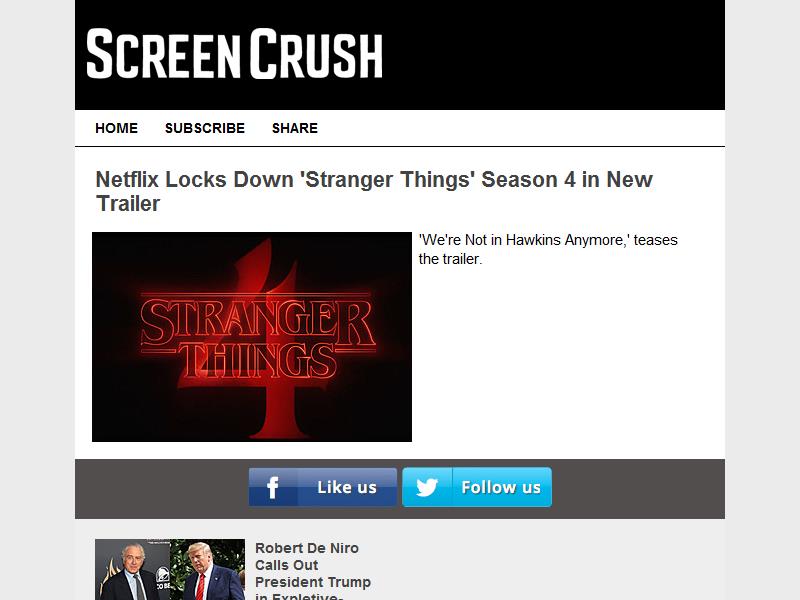 SCREENCRUSH
HOME SUBSCRIBE SHARE
Netflix Locks Down 'Stranger Things' Season 4 in New
Trailer
'We're Not in Hawkins Anymore,' teases
the trailer.
4
STRANGER
THINGS
f Like us
Follow us
Robert De Niro
Calls Out
President Trump
in Expletive-